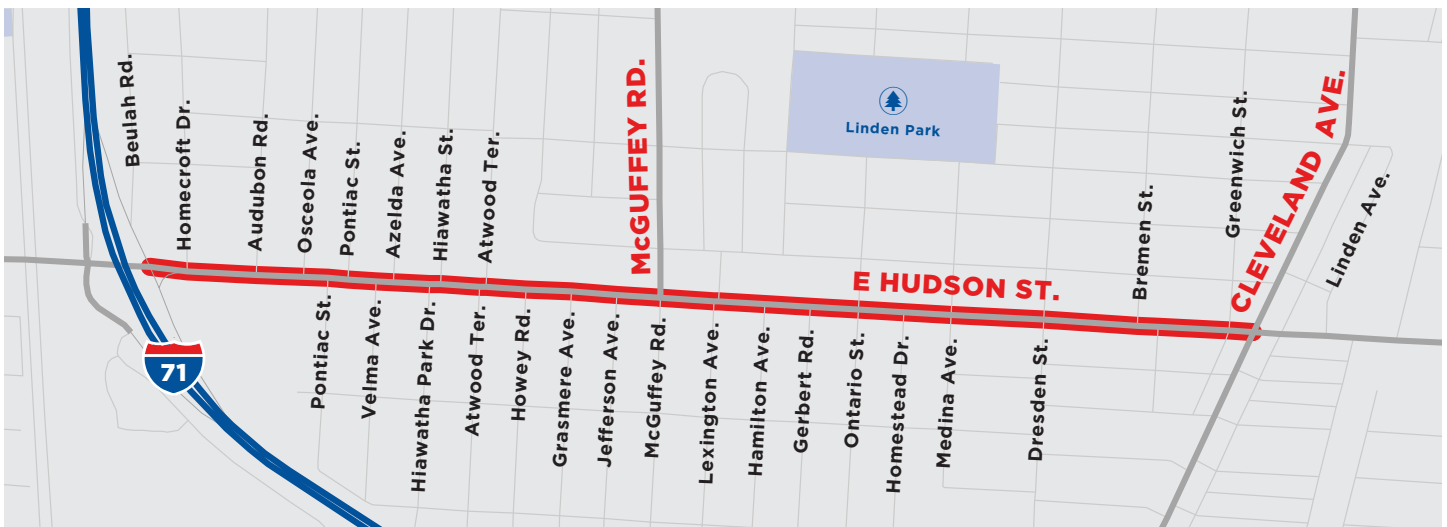 Beulah Rd.
Homecroft Dr.
Audubon Rd.
Osceola Ave.
Pontiac St.
Azelda Ave.
Hiawatha St.
Atwood Ter.
McGUFFEY RD.
Linden Park
E HUDSON ST.
Bremen St.
Greenwich St.
CLEVELAND AVE.
Linden Ave.
71
Pontiac St.
Velma Ave.
Hiawatha Park Dr.
Atwood Ter.
Howey Rd.
Grasmere Ave.
Jefferson Ave.
McGuffey Rd.
Lexington Ave.
Hamilton Ave.
Gerbert Rd.
Ontario St.
Homestead Dr.
Medina Ave.
Dresden St.